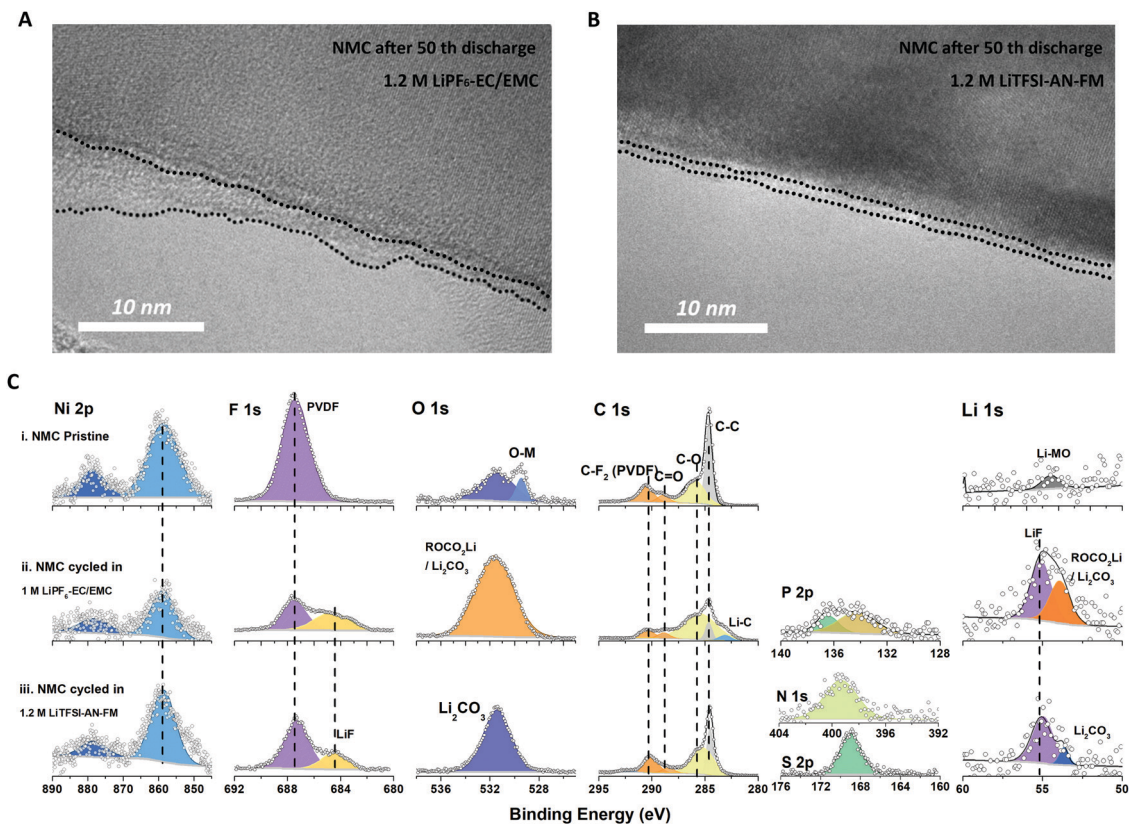 A
NMC after 50 th discharge
1.2 M LiPF₆-EC/EMC
10 nm
B
NMC after 50 th discharge
1.2 M LiTFSI-AN-FM
10 nm
C
Ni 2p
F 1s
O 1s
C 1s
Li 1s
i. NMC Pristine
PVDF
O-M
C-F₂ (PVDF)
C=O
C-O
C-C
Li-MO
60 55 50
ii. NMC cycled in
1 M LiPF₆-EC/EMC
ROCO₂Li
/ Li₂CO₃
Li-C
P 2p
140 136 132 128
LiF
ROCO₂Li
/ Li₂CO₃
iii. NMC cycled in
1.2 M LiTFSI-AN-FM
LiF
Li₂CO₃
N 1s
404 400 396 392
S 2p
Li₂CO₃
890 880 870 860 850
692 688 684 680
536 532 528
295 290 285 280
176 172 168 164 160
60 55 50
Binding Energy (eV)